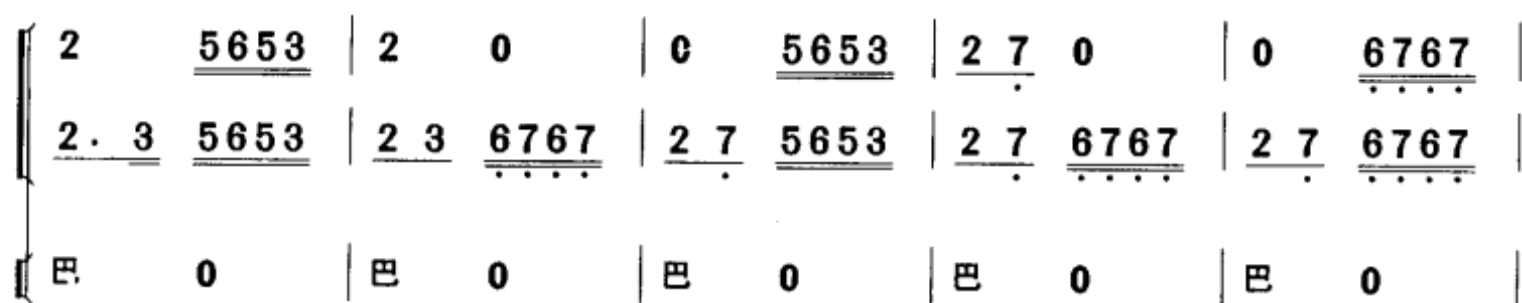 2 5653 | 2 0 | 0 5653 | 2 7 0 | 0 6767 |
2· 3 5653 | 2 3 6767 | 2 7 5653 | 2 7 6767 | 2 7 6767 |
巴 0 | 巴 0 | 巴 0 | 巴 0 | 巴 0 |